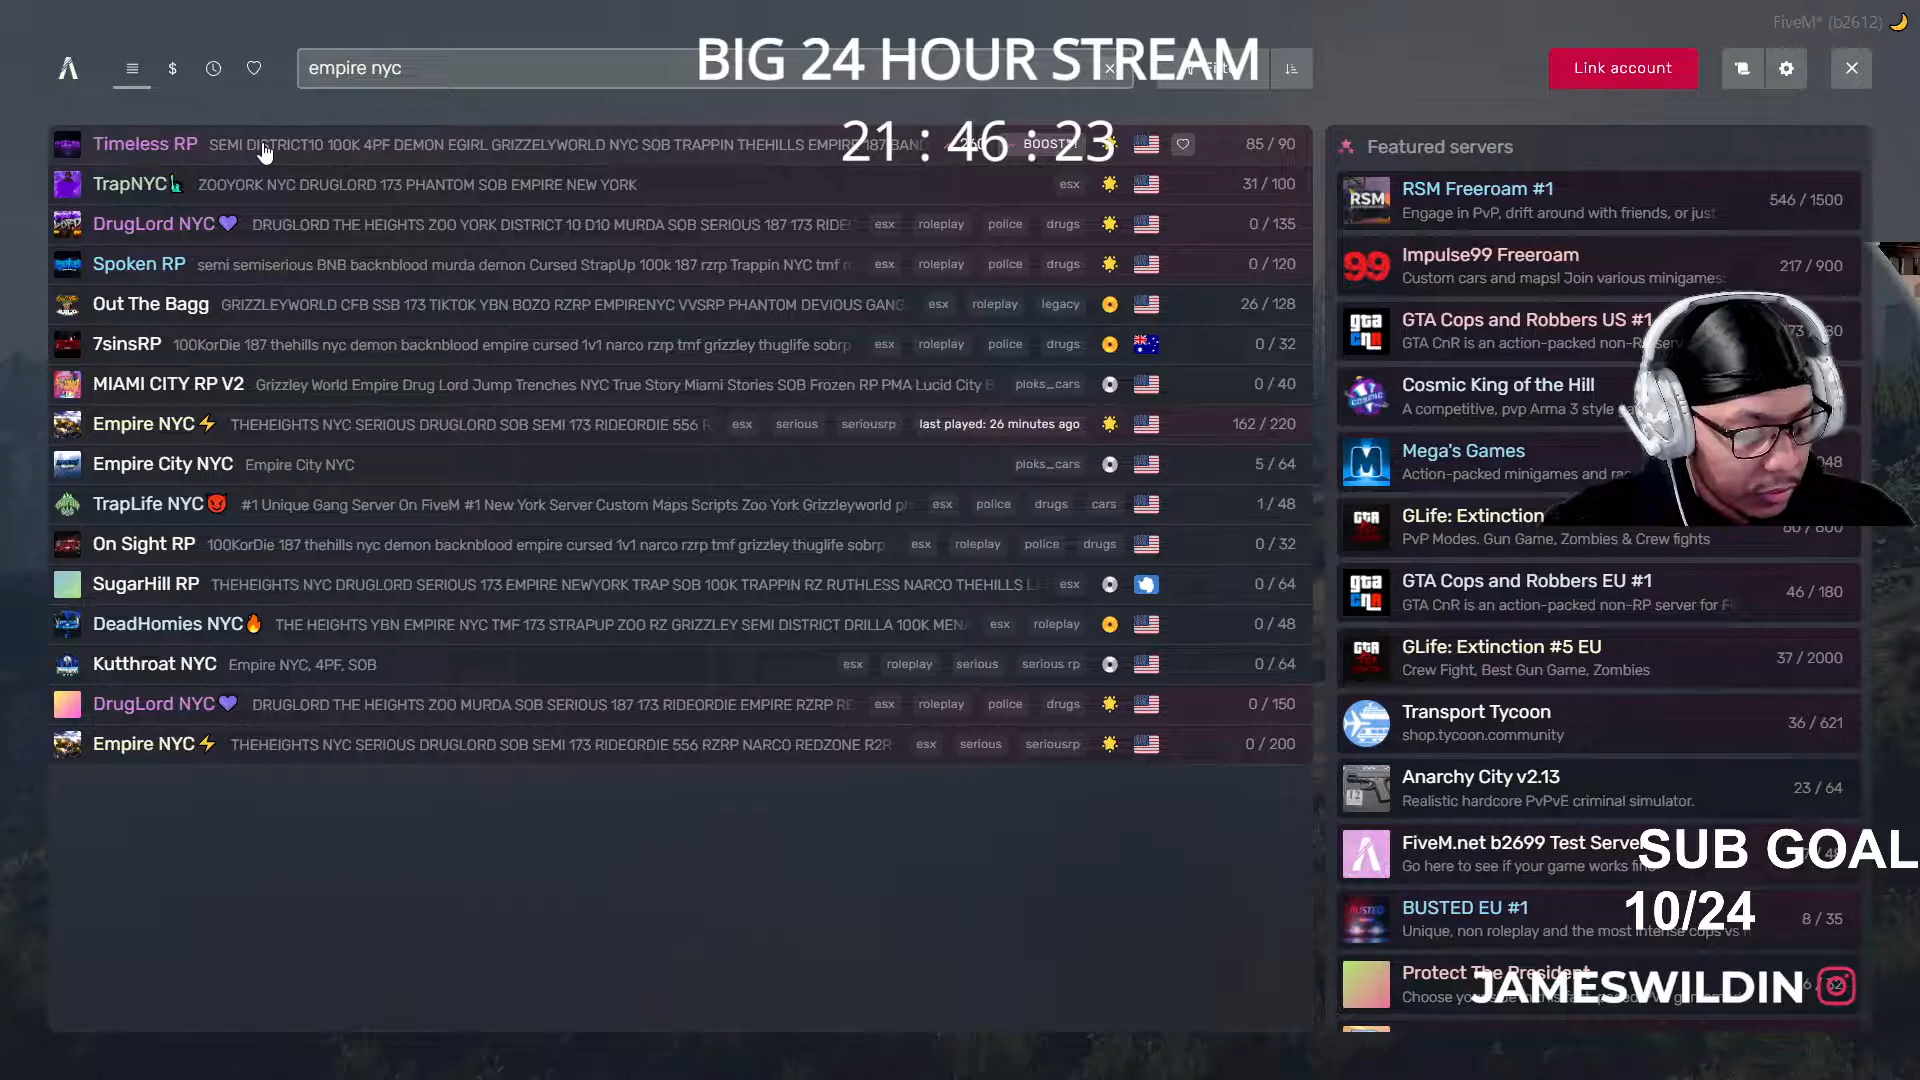 FiveM* (b2612)
BIG 24 HOUR STREAM
empire nyc
Link account
21 : 46 : 23
Timeless RP SEMI DISTRICT10 100K 4PF DEMON EGIRL GRIZZELYWORLD NYC SOB TRAPPIN THEHILLS EMPIRE 187 BAND BOOST! 85 / 90
TrapNYC ZOOYORK NYC DRUGLORD 173 PHANTOM SOB EMPIRE NEW YORK esx 31 / 100
DrugLord NYC💜 DRUGLORD THE HEIGHTS ZOO YORK DISTRICT 10 D10 MURDA SOB SERIOUS 187 173 RIDE esx roleplay police drugs 0 / 135
Spoken RP semi semiserious BNB backnblood murda demon Cursed StrapUp 100k 187 rzrp Trappin NYC tmf esx roleplay police drugs 0 / 120
Out The Bagg GRIZZLEYWORLD CFB SSB 173 TIKTOK YBN BOZO RZRP EMPIRENYC VVSRP PHANTOM DEVIOUS GANG esx roleplay legacy 26 / 128
7sinsRP 100KorDie 187 thehills nyc demon backnblood empire cursed 1v1 narco rzrp tmf grizzley thuglife sobrp esx roleplay police drugs 0 / 32
MIAMI CITY RP V2 Grizzley World Empire Drug Lord Jump Trenches NYC True Story Miami Stories SOB Frozen RP PMA Lucid City B ploks_cars 0 / 40
Empire NYC⚡ THEHEIGHTS NYC SERIOUS DRUGLORD SOB SEMI 173 RIDEORDIE 556 R esx serious seriousrp last played: 26 minutes ago 162 / 220
Empire City NYC Empire City NYC ploks_cars 5 / 64
TrapLife NYC😈 #1 Unique Gang Server On FiveM #1 New York Server Custom Maps Scripts Zoo York Grizzleyworld esx police drugs cars 1 / 48
On Sight RP 100KorDie 187 thehills nyc demon backnblood empire cursed 1v1 narco rzrp tmf grizzley thuglife sobrp esx roleplay police drugs 0 / 32
SugarHill RP THEHEIGHTS NYC DRUGLORD SERIOUS 173 EMPIRE NEWYORK TRAP SOB 100K TRAPPIN RZ RUTHLESS NARCO THEHILLS esx 0 / 64
DeadHomies NYC🔥 THE HEIGHTS YBN EMPIRE NYC TMF 173 STRAPUP ZOO RZ GRIZZLEY SEMI DISTRICT DRILLA 100K MEN esx roleplay 0 / 48
Kutthroat NYC Empire NYC, 4PF, SOB esx roleplay serious serious rp 0 / 64
DrugLord NYC💜 DRUGLORD THE HEIGHTS ZOO MURDA SOB SERIOUS 187 173 RIDEORDIE EMPIRE RZRP RE esx roleplay police drugs 0 / 150
Empire NYC⚡ THEHEIGHTS NYC SERIOUS DRUGLORD SOB SEMI 173 RIDEORDIE 556 RZRP NARCO REDZONE R2R esx serious seriousrp 0 / 200
Featured servers
RSM
RSM Freeroam #1 546 / 1500
Engage in PvP, drift around with friends, or just
99
Impulse99 Freeroam 217 / 900
Custom cars and maps! Join various minigames:
gta CnR
GTA Cops and Robbers US #1
GTA CnR is an action-packed non-RP serv
COSMIC
Cosmic King of the Hill
A competitive, pvp Arma 3 style
M
Mega's Games
Action-packed minigames and
GLife: Extinction
PvP Modes. Gun Game, Zombies & Crew fights
gta CnR
GTA Cops and Robbers EU #1 46 / 180
GTA CnR is an action-packed non-RP server for
GLife: Extinction #5 EU 37 / 2000
Crew Fight, Best Gun Game, Zombies
Transport Tycoon 36 / 621
shop.tycoon.community
Anarchy City v2.13 23 / 64
Realistic hardcore PvPvE criminal simulator.
FiveM.net b2699 Test Server
Go here to see if your game works fine
SUB GOAL
10/24
BUSTED
BUSTED EU #1 8 / 35
Unique, non roleplay and the most intense cops vs
Protect The President
Choose
JAMESWILDIN